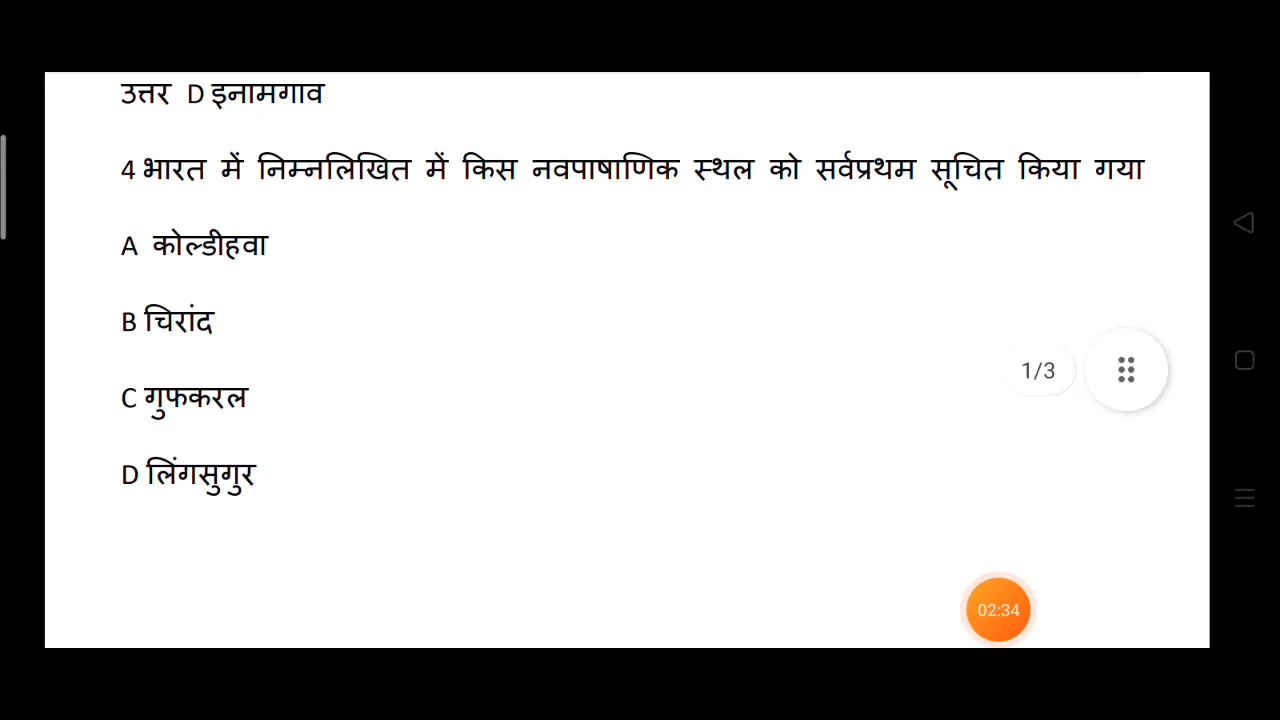 उत्तर D इनामगाव
4 भारत में निम्नलिखित में किस नवपाषाणिक स्थल को सर्वप्रथम सूचित किया गया
A कोल्डीहवा
B चिरांद
C गुफकरल
D लिंगसुगुर
1/3
02:34